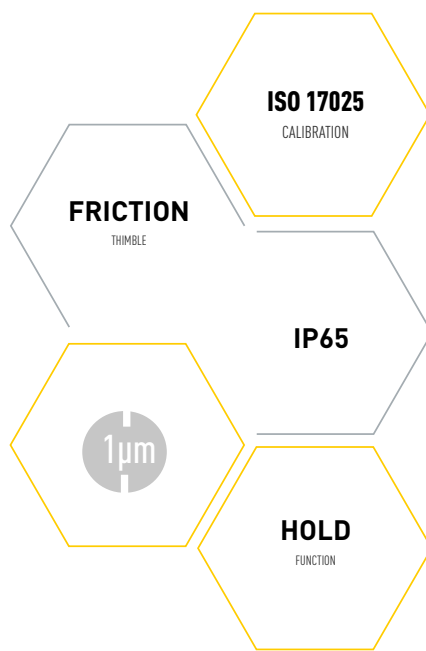 ISO 17025
CALIBRATION
FRICTION
THIMBLE
IP65
1µm
HOLD
FUNCTION